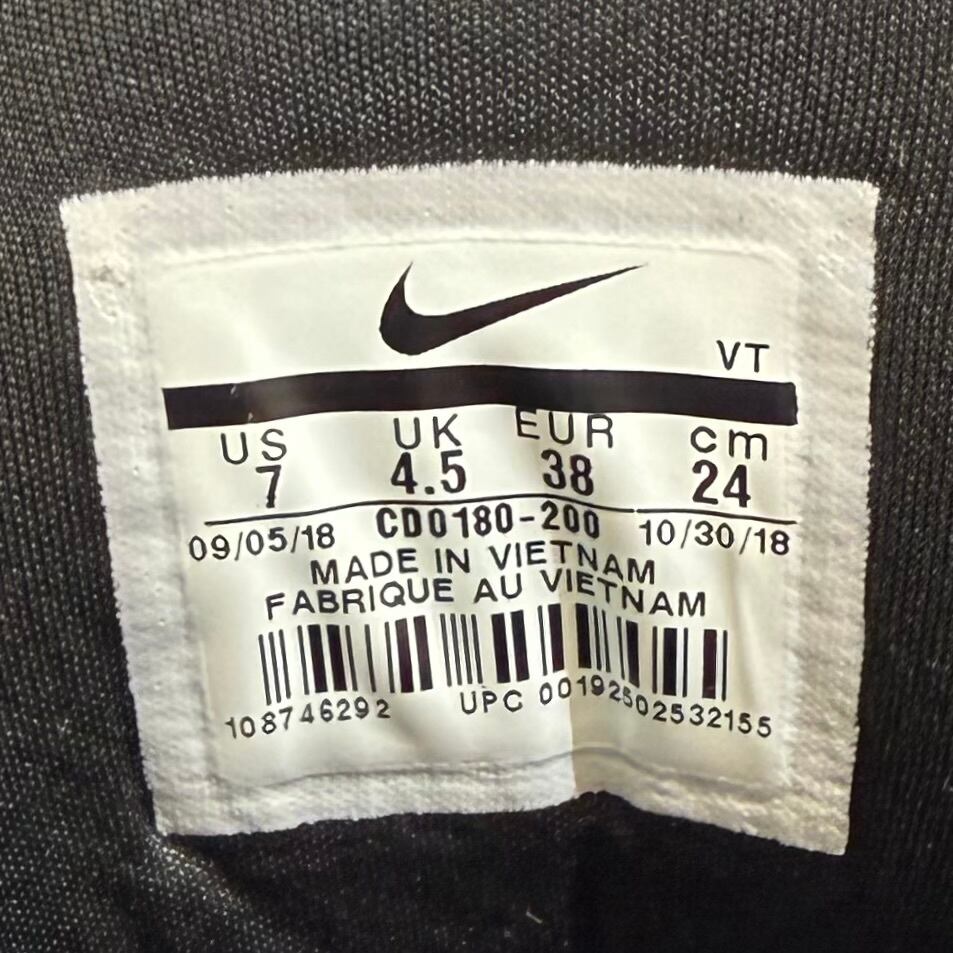 VT
US UK EUR cm
7 4.5 38 24
09/05/18 CD0180-200 10/30/18
MADE IN VIETNAM
FABRIQUE AU VIETNAM
108746292 UPC 00192502532155